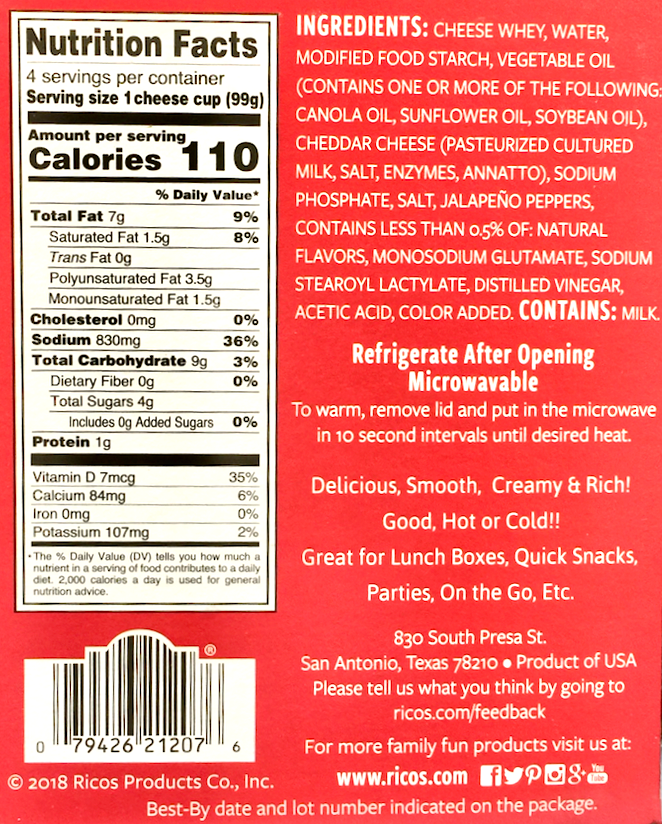 Nutrition Facts
4 servings per container
Serving size 1 cheese cup (99g)
Amount per serving
Calories 110
% Daily Value*
Total Fat 7g 9%
Saturated Fat 1.5g 8%
Trans Fat 0g
Polyunsaturated Fat 3.5g
Monounsaturated Fat 1.5g
Cholesterol 0mg 0%
Sodium 830mg 36%
Total Carbohydrate 9g 3%
Dietary Fiber 0g 0%
Total Sugars 4g
Includes 0g Added Sugars 0%
Protein 1g
Vitamin D 7mcg 35%
Calcium 84mg 6%
Iron 0mg 0%
Potassium 107mg 2%
*The % Daily Value (DV) tells you how much a
nutrient in a serving of food contributes to a daily
diet. 2,000 calories a day is used for general
nutrition advice.
®
0 79426 21207 6
© 2018 Ricos Products Co., Inc.
INGREDIENTS: CHEESE WHEY, WATER,
MODIFIED FOOD STARCH, VEGETABLE OIL
(CONTAINS ONE OR MORE OF THE FOLLOWING:
CANOLA OIL, SUNFLOWER OIL, SOYBEAN OIL),
CHEDDAR CHEESE (PASTEURIZED CULTURED
MILK, SALT, ENZYMES, ANNATTO), SODIUM
PHOSPHATE, SALT, JALAPEÑO PEPPERS,
CONTAINS LESS THAN 0.5% OF: NATURAL
FLAVORS, MONOSODIUM GLUTAMATE, SODIUM
STEAROYL LACTYLATE, DISTILLED VINEGAR,
ACETIC ACID, COLOR ADDED. CONTAINS: MILK.
Refrigerate After Opening
Microwavable
To warm, remove lid and put in the microwave
in 10 second intervals until desired heat.
Delicious, Smooth, Creamy & Rich!
Good, Hot or Cold!!
Great for Lunch Boxes, Quick Snacks,
Parties, On the Go, Etc.
830 South Presa St.
San Antonio, Texas 78210 • Product of USA
Please tell us what you think by going to
ricos.com/feedback
For more family fun products visit us at:
www.ricos.com f P g+ You Tube
Best-By date and lot number indicated on the package.